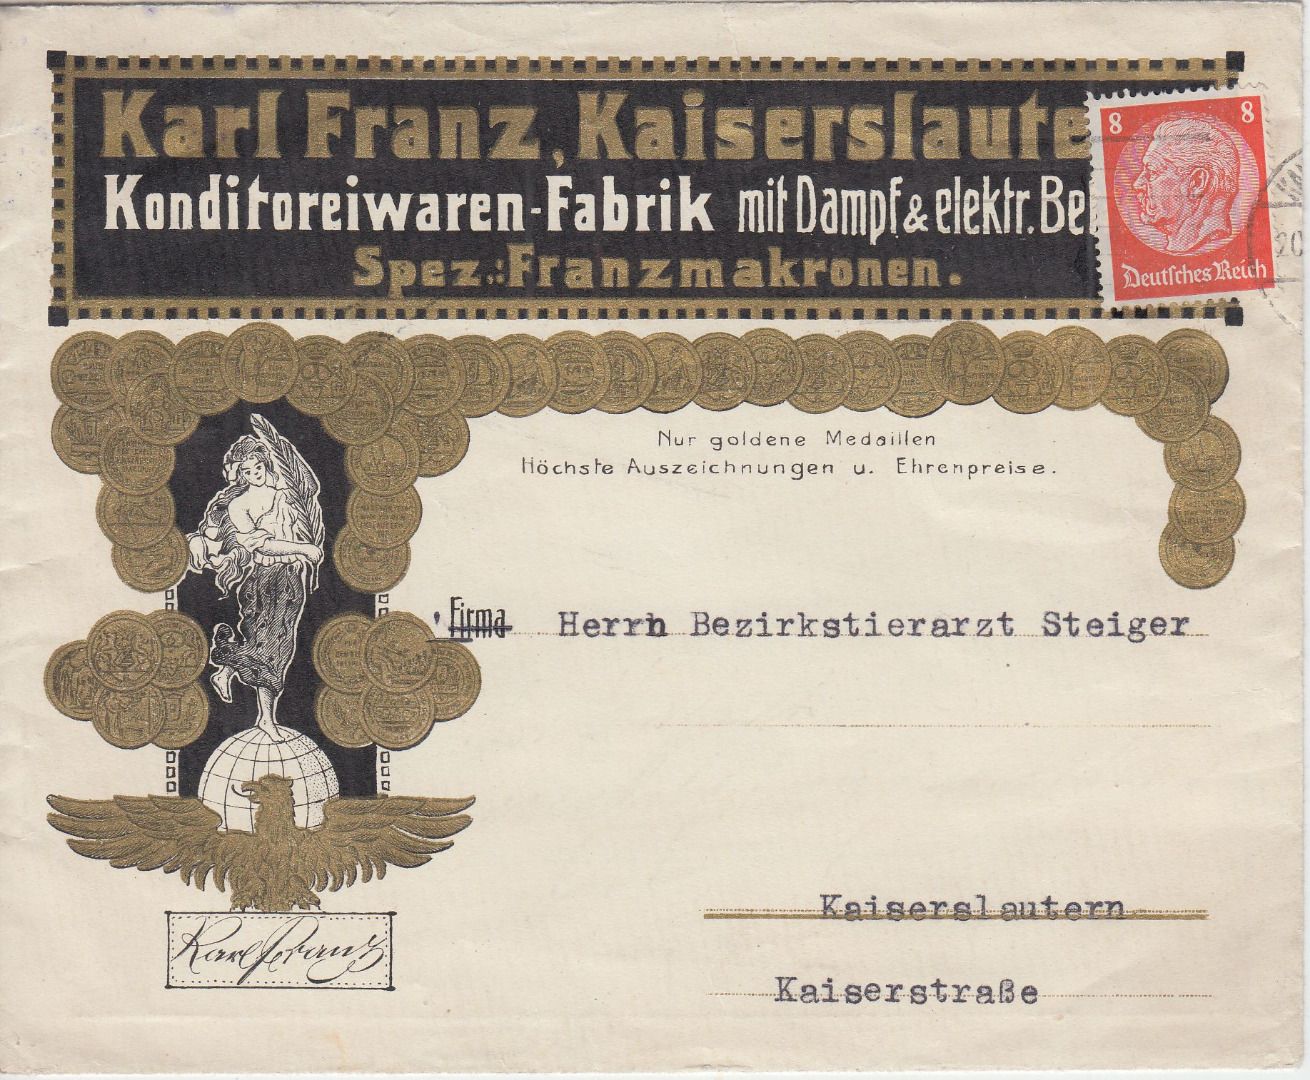 Karl Franz, Kaiserslaute
Konditoreiwaren-Fabrik mit Dampf & elektr. Be
Spez.: Franzmakronen.
8 8
Deutsches Reich
Nur goldene Medaillen
Höchste Auszeichnungen u. Ehrenpreise.
Firma Herrn Bezirkstierarzt Steiger
Kaiserslautern
Kaiserstraße
Karl Franz